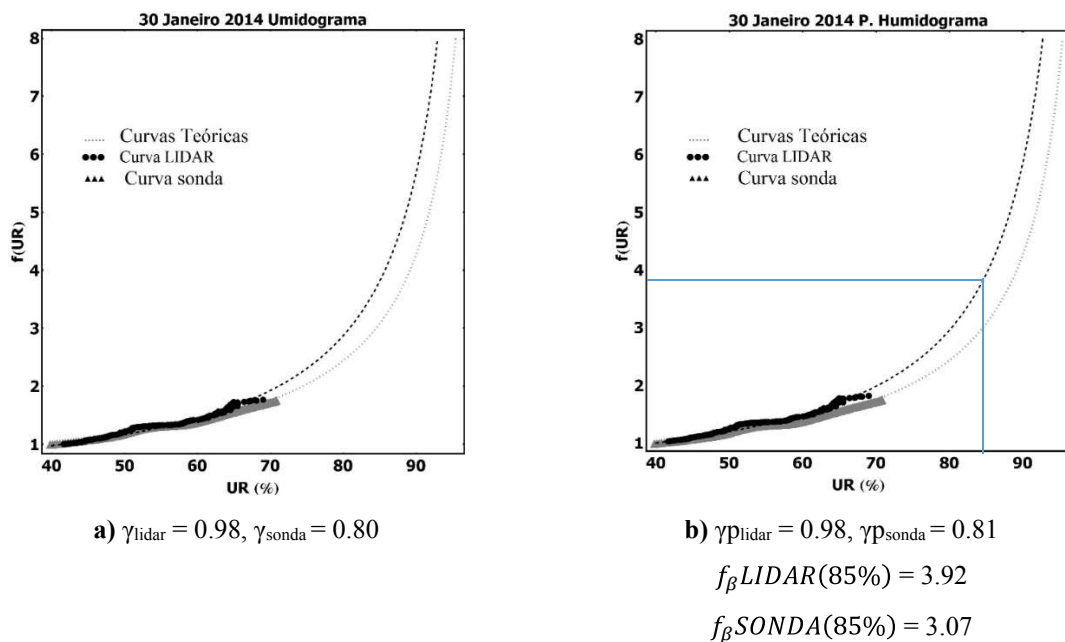 30 Janeiro 2014 Umidograma
8
7
6
5
4
3
2
1
f(UR)
Curvas Teóricas
Curva LIDAR
Curva sonda
40 50 60 70 80 90
UR (%)
a) γlidar = 0.98, γsonda = 0.80
30 Janeiro 2014 P. Humidograma
8
7
6
5
4
3
2
1
f(UR)
Curvas Teóricas
Curva LIDAR
Curva sonda
40 50 60 70 80 90
UR (%)
b) γplidar = 0.98, γpsonda = 0.81
fβLIDAR(85%) = 3.92
fβSONDA(85%) = 3.07